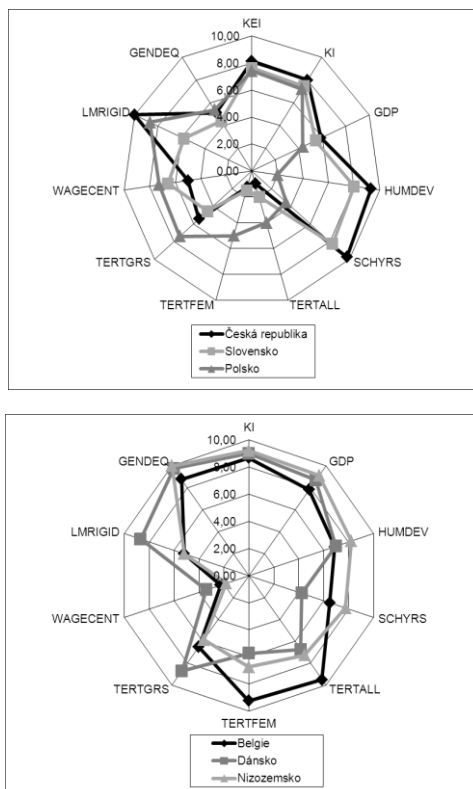 KEI
10,00
GENDEQ
KI
8,00
6,00
LMRIGID
GDP
4,00
2,00
0,00
WAGECENT
HUMDEV
TERTGRS
SCHYRS
TERTFEM
TERTALL
Česká republika
Slovensko
Polsko
KI
10,00
GENDEQ
GDP
8,00
6,00
LMRIGID
HUMDEV
4,00
2,00
0,00
WAGECENT
SCHYRS
TERTGRS
TERTALL
TERTFEM
Belgie
Dánsko
Nizozemsko